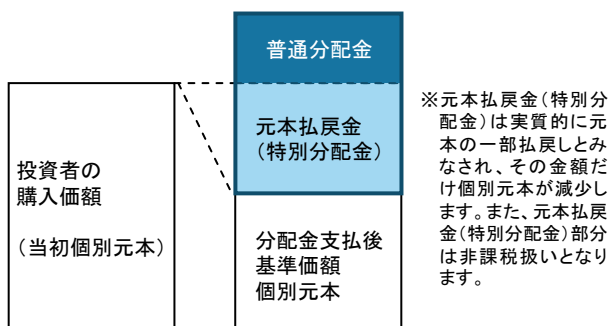 普通分配金
元本払戻金
(特別分配金)
投資者の
購入価額
(当初個別元本)
分配金支払後
基準価額
個別元本
※元本払戻金(特別分
配金)は実質的に元
本の一部払戻しとみ
なされ、その金額だ
け個別元本が減少し
ます。また、元本払戻
金(特別分配金)部分
は非課税扱いとなり
ます。